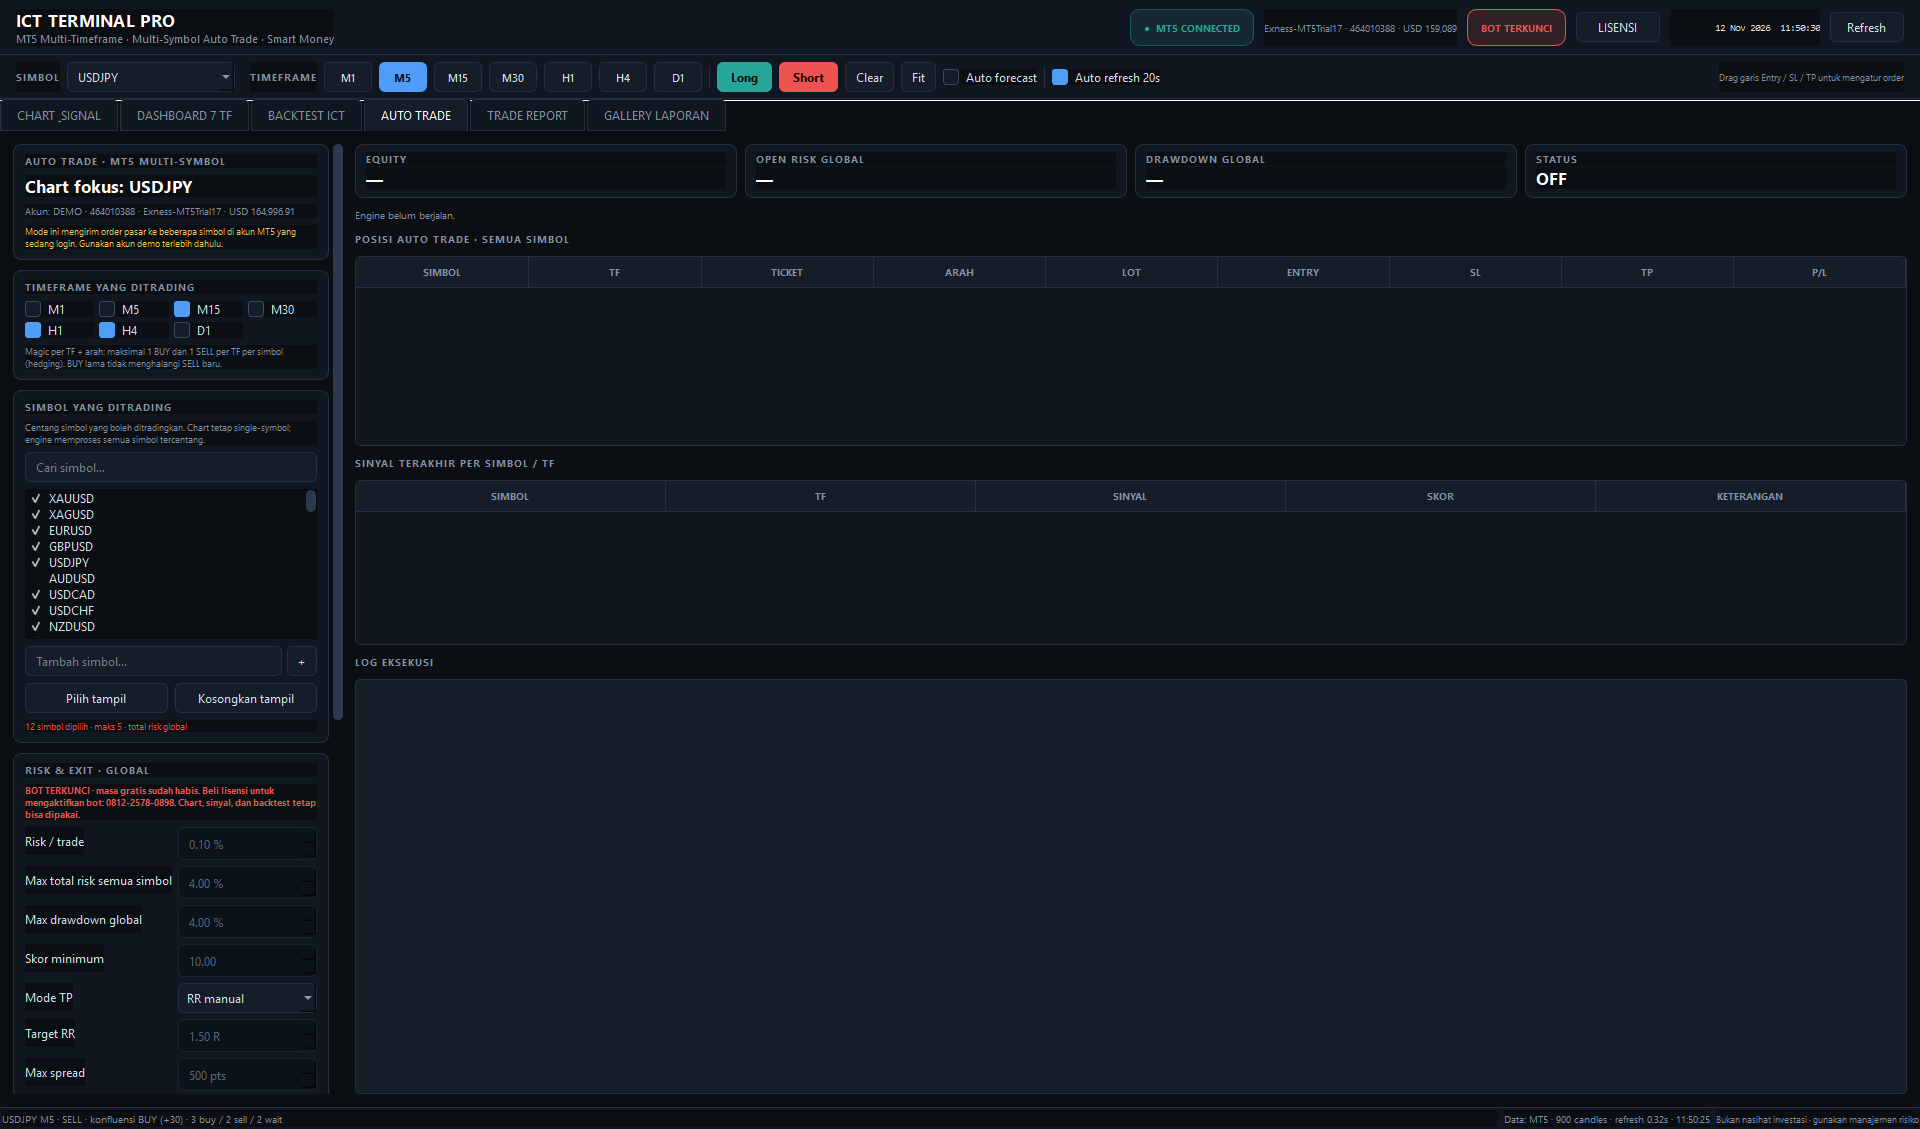 ICT TERMINAL PRO
MT5 Multi-Timeframe · Multi-Symbol Auto Trade · Smart Money
● MT5 CONNECTED
Exness-MT5Trial17 · 464010388 · USD 159,089
BOT TERKUNCI
LISENSI
12 Nov 2026 11:50:30
Refresh
SIMBOL
USDJPY
TIMEFRAME
M1
M5
M15
M30
H1
H4
D1
Long
Short
Clear
Fit
Auto forecast
Auto refresh 20s
Drag garis Entry / SL / TP untuk mengatur order
CHART _SIGNAL
DASHBOARD 7 TF
BACKTEST ICT
AUTO TRADE
TRADE REPORT
GALLERY LAPORAN
AUTO TRADE · MT5 MULTI-SYMBOL
Chart fokus: USDJPY
Akun: DEMO · 464010388 · Exness-MT5Trial17 · USD 164,996.91
Mode ini mengirim order pasar ke beberapa simbol di akun MT5 yang
sedang login. Gunakan akun demo terlebih dahulu.
TIMEFRAME YANG DITRADING
M1
M5
M15
M30
H1
H4
D1
Magic per TF + arah: maksimal 1 BUY dan 1 SELL per TF per simbol
(hedging). BUY lama tidak menghalangi SELL baru.
SIMBOL YANG DITRADING
Centang simbol yang boleh ditradingkan. Chart tetap single-symbol;
engine memproses semua simbol tercentang.
Cari simbol...
✓ XAUUSD
✓ XAGUSD
✓ EURUSD
✓ GBPUSD
✓ USDJPY
AUDUSD
✓ USDCAD
✓ USDCHF
✓ NZDUSD
Tambah simbol...
+
Pilih tampil
Kosongkan tampil
12 simbol dipilih · maks 5 · total risk global
RISK & EXIT · GLOBAL
BOT TERKUNCI · masa gratis sudah habis. Beli lisensi untuk
mengaktifkan bot: 0812-2578-0898. Chart, sinyal, dan backtest tetap
bisa dipakai.
Risk / trade
0.10 %
Max total risk semua simbol
4.00 %
Max drawdown global
4.00 %
Skor minimum
10.00
Mode TP
RR manual
Target RR
1.50 R
Max spread
500 pts
EQUITY
—
OPEN RISK GLOBAL
—
DRAWDOWN GLOBAL
—
STATUS
OFF
Engine belum berjalan.
POSISI AUTO TRADE · SEMUA SIMBOL
SIMBOL TF TICKET ARAH LOT ENTRY SL TP P/L
SINYAL TERAKHIR PER SIMBOL / TF
SIMBOL TF SINYAL SKOR KETERANGAN
LOG EKSEKUSI
USDJPY M5 · SELL · konfluensi BUY (+30) · 3 buy / 2 sell / 2 wait
Data: MT5 · 900 candles · refresh 0.32s · 11:50:25
Bukan nasihat investasi · gunakan manajemen risiko